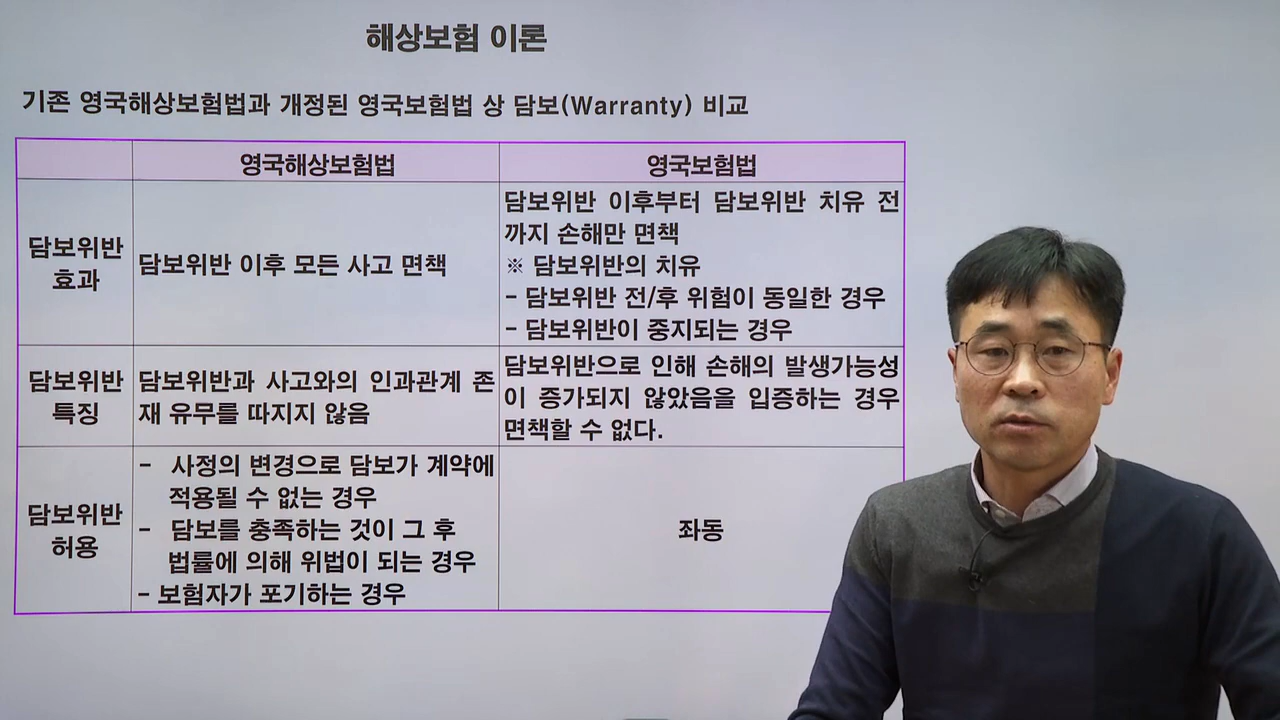 해상보험 이론
기존 영국해상보험법과 개정된 영국보험법 상 담보(Warranty) 비교
영국해상보험법
영국보험법
담보위반
효과
담보위반 이후 모든 사고 면책
담보위반 이후부터 담보위반 치유 전
까지 손해만 면책
※ 담보위반의 치유
- 담보위반 전/후 위험이 동일한 경우
- 담보위반이 중지되는 경우
담보위반
특징
담보위반과 사고와의 인과관계 존
재 유무를 따지지 않음
담보위반으로 인해 손해의 발생가능성
이 증가되지 않았음을 입증하는 경우
면책할 수 없다.
담보위반
허용
- 사정의 변경으로 담보가 계약에
적용될 수 없는 경우
- 담보를 충족하는 것이 그 후
법률에 의해 위법이 되는 경우
- 보험자가 포기하는 경우
좌동